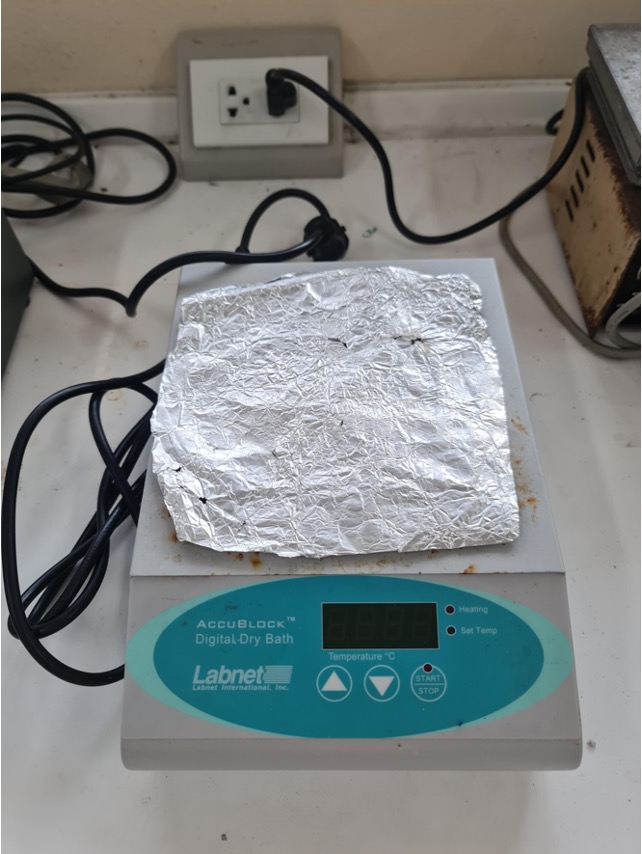 ACCUBLOCK™
Digital Dry Bath
Labnet
Labnet International, Inc.
Heating
Set Temp
Temperature °C
START
STOP